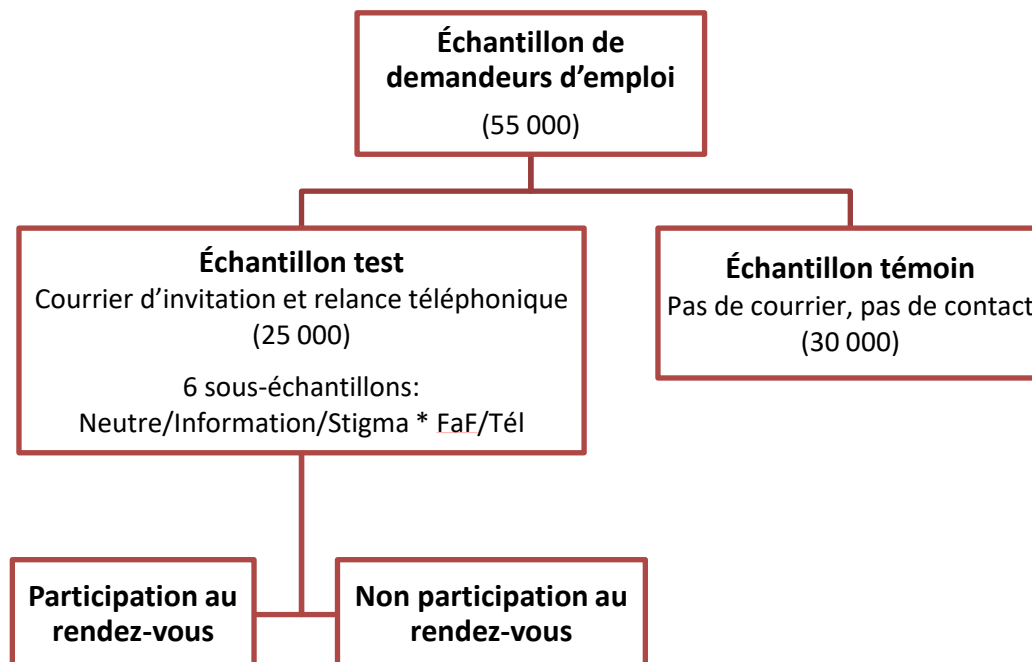 Échantillon de
demandeurs d’emploi
(55 000)
Échantillon test
Courrier d’invitation et relance téléphonique
(25 000)
6 sous-échantillons:
Neutre/Information/Stigma * FaF/Tél
Échantillon témoin
Pas de courrier, pas de contact
(30 000)
Participation au
rendez-vous
Non participation au
rendez-vous